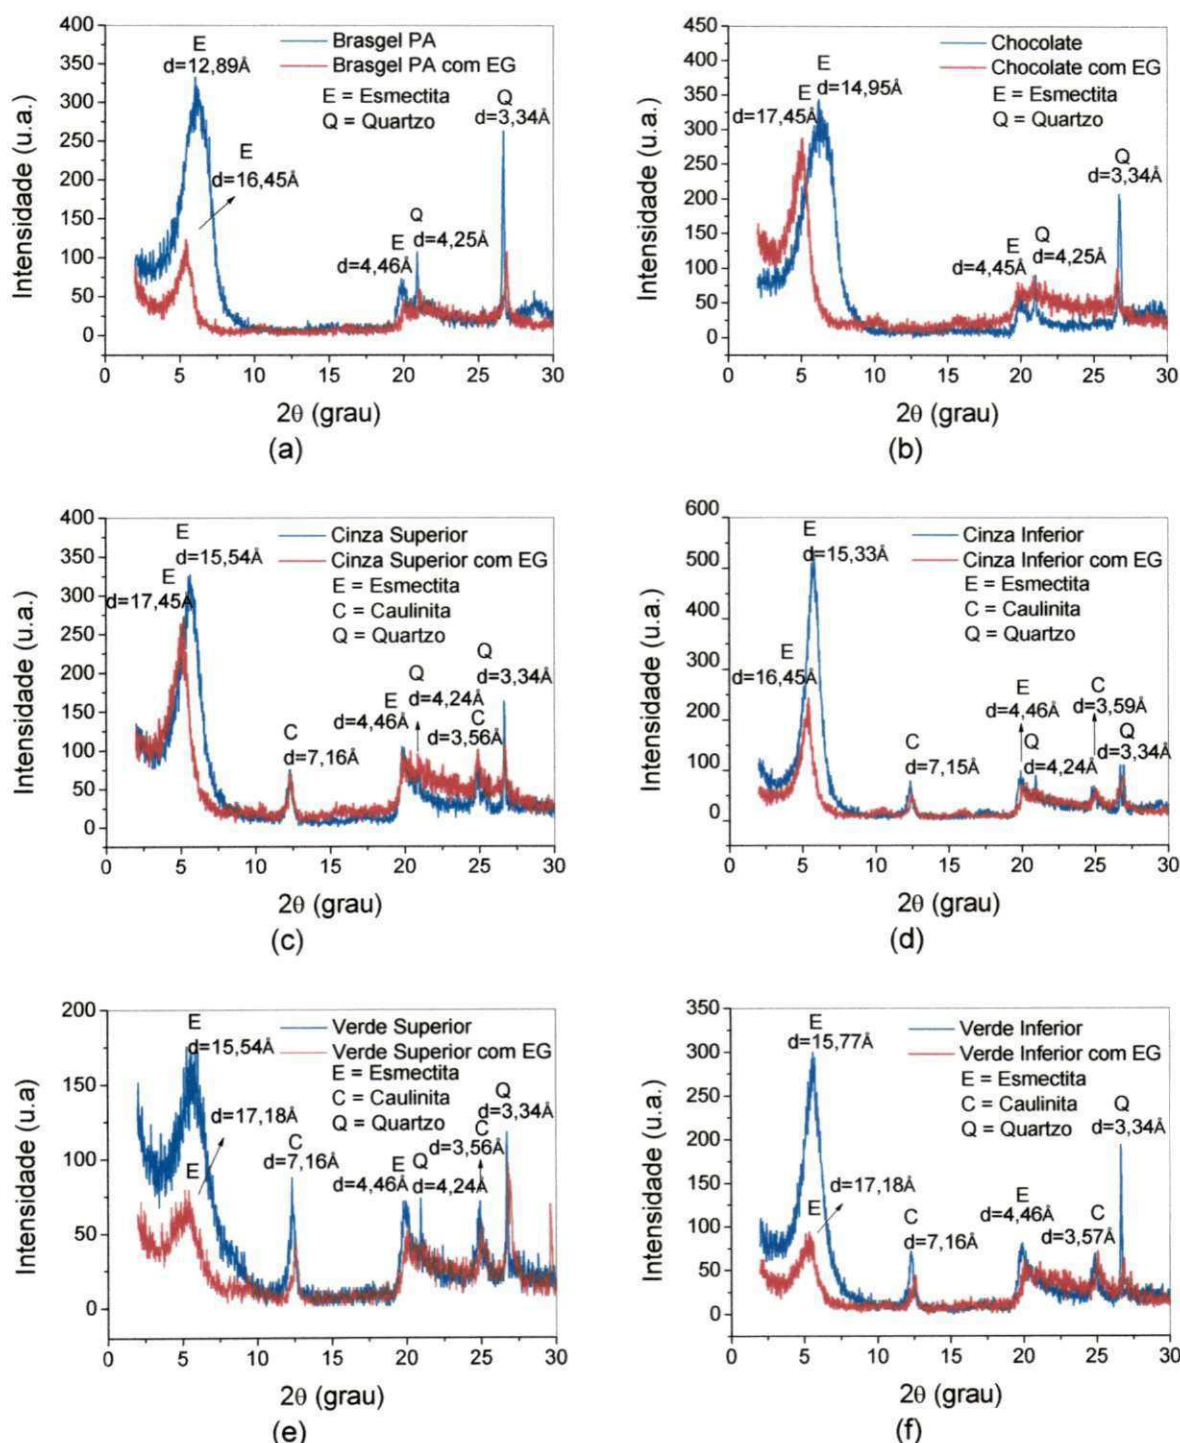 400
350
300
250
200
150
100
50
0
Intensidade (u.a.)
E
d=12,89Å
Brasgel PA
Brasgel PA com EG
E = Esmectita
Q = Quartzo
Q
d=3,34Å
E
d=16,45Å
Q
d=4,25Å
E
d=4,46Å
0 5 10 15 20 25 30
2θ (grau)
(a)
450
400
350
300
250
200
150
100
50
0
Intensidade (u.a.)
Chocolate
Chocolate com EG
E = Esmectita
Q = Quartzo
E
d=14,95Å
E
d=17,45Å
Q
d=3,34Å
E
d=4,45Å
Q
d=4,25Å
0 5 10 15 20 25 30
2θ (grau)
(b)
400
350
300
250
200
150
100
50
0
Intensidade (u.a.)
Cinza Superior
Cinza Superior com EG
E = Esmectita
C = Caulinita
Q = Quartzo
E
d=15,54Å
E
d=17,45Å
C
d=7,16Å
E
d=4,46Å
Q
d=4,24Å
C
d=3,56Å
Q
d=3,34Å
0 5 10 15 20 25 30
2θ (grau)
(c)
600
500
400
300
200
100
0
Intensidade (u.a.)
Cinza Inferior
Cinza Inferior com EG
E = Esmectita
C = Caulinita
Q = Quartzo
E
d=15,33Å
E
d=16,45Å
C
d=7,15Å
E
d=4,46Å
Q
d=4,24Å
C
d=3,59Å
Q
d=3,34Å
0 5 10 15 20 25 30
2θ (grau)
(d)
200
150
100
50
0
Intensidade (u.a)
Verde Superior
Verde Superior com EG
E = Esmectita
C = Caulinita
Q = Quartzo
E
d=15,54Å
d=17,18Å
E
C
d=7,16Å
E
d=4,46Å
Q
d=4,24Å
d=3,56Å
C
Q
d=3,34Å
0 5 10 15 20 25 30
2θ (grau)
(e)
350
300
250
200
150
100
50
0
Intensidade (u.a.)
Verde Inferior
Verde Inferior com EG
E = Esmectita
C = Caulinita
Q = Quartzo
E
d=15,77Å
d=17,18Å
E
C
d=7,16Å
E
d=4,46Å
C
d=3,57Å
Q
d=3,34Å
0 5 10 15 20 25 30
2θ (grau)
(f)